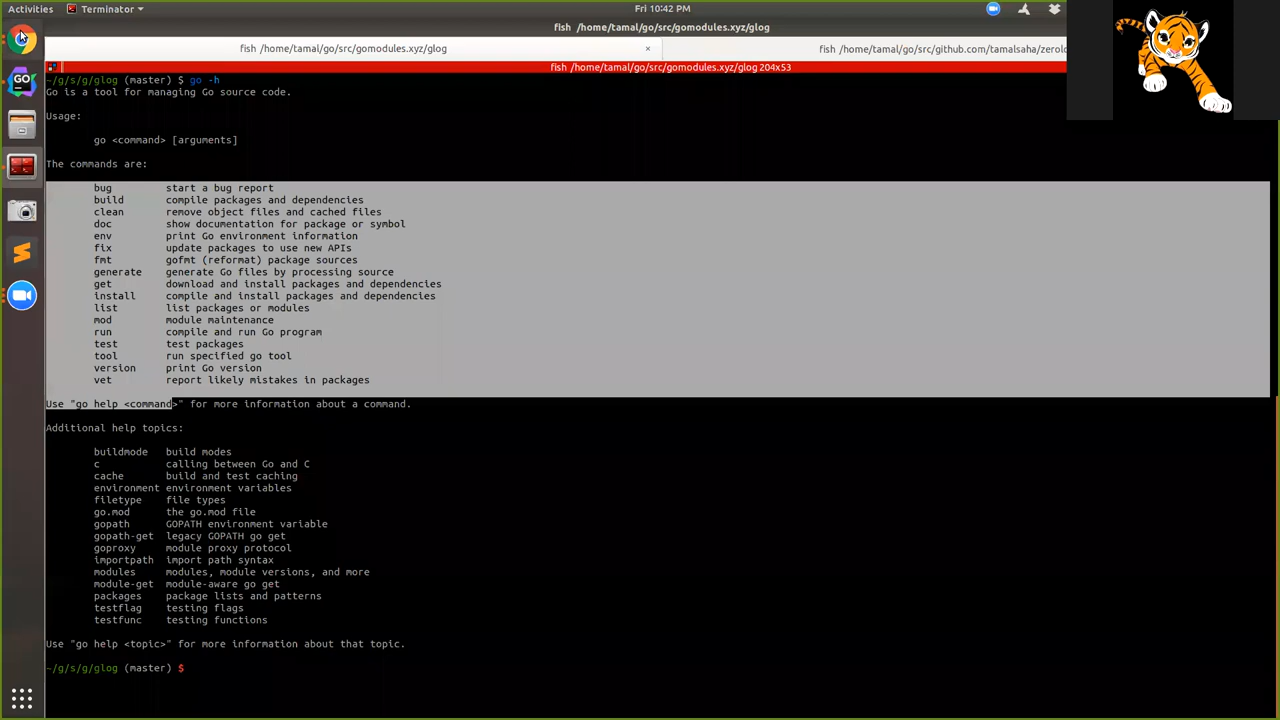 Activities Terminator Fri 10:42 PM
fish /home/tamal/go/src/gomodules.xyz/glog
fish /home/tamal/go/src/gomodules.xyz/glog × fish /home/tamal/go/src/github.com/tamalsaha/zerolo
fish /home/tamal/go/src/gomodules.xyz/glog 204x53
~/g/s/g/glog (master) $ go -h
Go is a tool for managing Go source code.
Usage:
go <command> [arguments]
The commands are:
bug start a bug report
build compile packages and dependencies
clean remove object files and cached files
doc show documentation for package or symbol
env print Go environment information
fix update packages to use new APIs
fmt gofmt (reformat) package sources
generate generate Go files by processing source
get download and install packages and dependencies
install compile and install packages and dependencies
list list packages or modules
mod module maintenance
run compile and run Go program
test test packages
tool run specified go tool
version print Go version
vet report likely mistakes in packages
Use "go help <command>" for more information about a command.
Additional help topics:
buildmode build modes
c calling between Go and C
cache build and test caching
environment environment variables
filetype file types
go.mod the go.mod file
gopath GOPATH environment variable
gopath-get legacy GOPATH go get
goproxy module proxy protocol
importpath import path syntax
modules modules, module versions, and more
module-get module-aware go get
packages package lists and patterns
testflag testing flags
testfunc testing functions
Use "go help <topic>" for more information about that topic.
~/g/s/g/glog (master) $